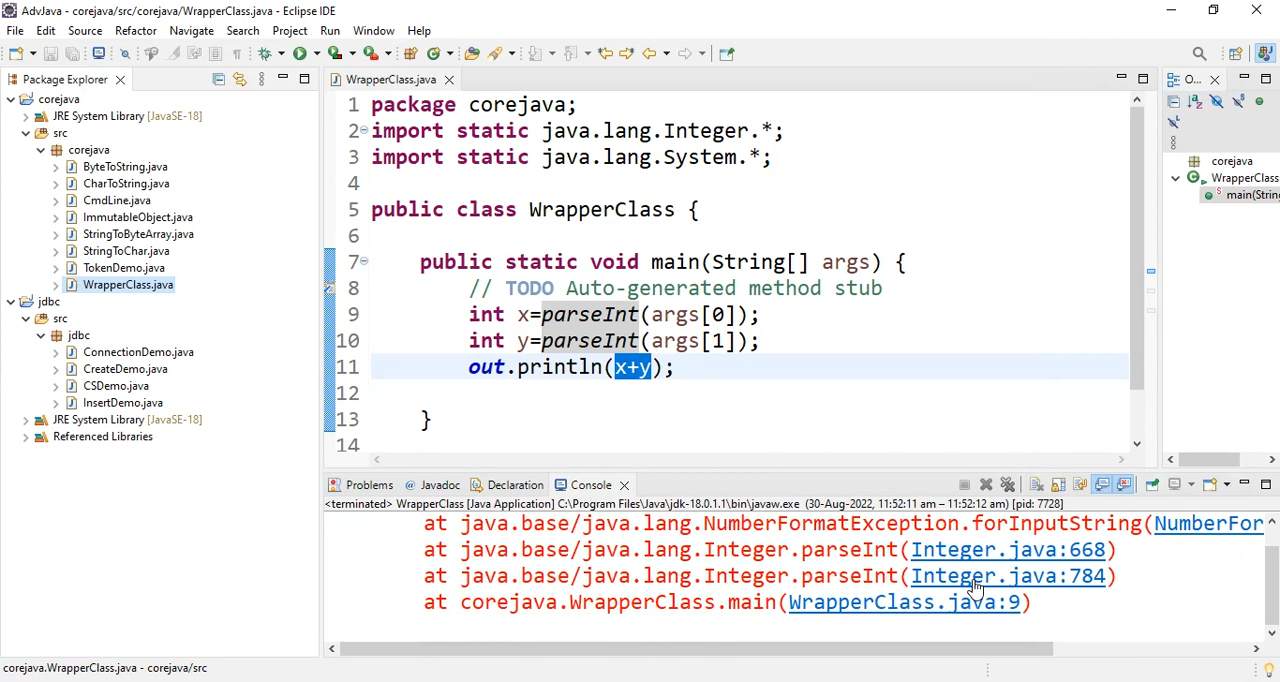 AdvJava - corejava/src/corejava/WrapperClass.java - Eclipse IDE
File Edit Source Refactor Navigate Search Project Run Window Help
Package Explorer
corejava
JRE System Library [JavaSE-18]
src
corejava
ByteToString.java
CharToString.java
CmdLine.java
ImmutableObject.java
StringToByteArray.java
StringToChar.java
TokenDemo.java
WrapperClass.java
jdbc
src
jdbc
ConnectionDemo.java
CreateDemo.java
CSDemo.java
InsertDemo.java
JRE System Library [JavaSE-18]
Referenced Libraries
WrapperClass.java
1 package corejava;
2 import static java.lang.Integer.*;
3 import static java.lang.System.*;
4
5 public class WrapperClass {
6
7 public static void main(String[] args) {
8 // TODO Auto-generated method stub
9 int x=parseInt(args[0]);
10 int y=parseInt(args[1]);
11 out.println(x+y);
12
13 }
14
O...
corejava
WrapperClass
main(String
Problems Javadoc Declaration Console
<terminated> WrapperClass [Java Application] C:\Program Files\Java\jdk-18.0.1.1\bin\javaw.exe (30-Aug-2022, 11:52:11 am – 11:52:12 am) [pid: 7728]
at java.base/java.lang.NumberFormatException.forInputString(NumberFor
at java.base/java.lang.Integer.parseInt(Integer.java:668)
at java.base/java.lang.Integer.parseInt(Integer.java:784)
at corejava.WrapperClass.main(WrapperClass.java:9)
corejava.WrapperClass.java - corejava/src